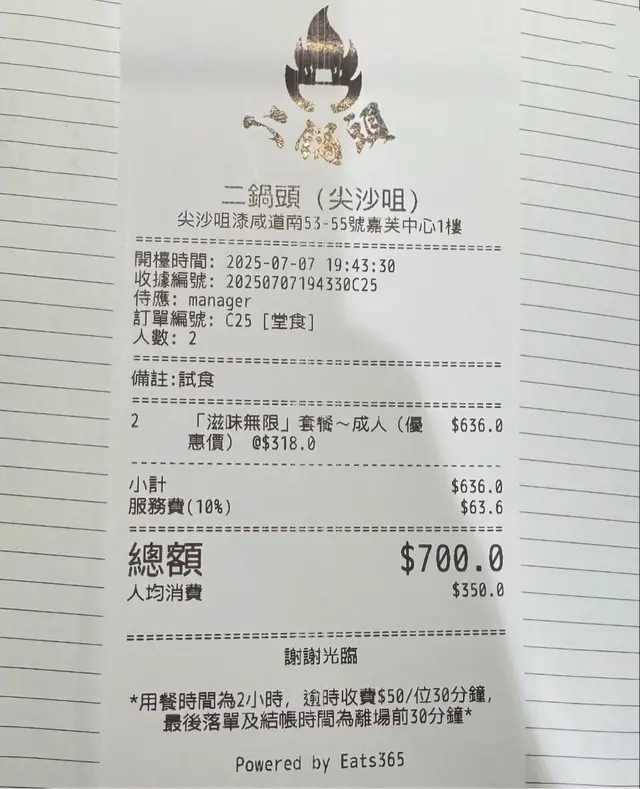 二鍋頭
二鍋頭 (尖沙咀)
尖沙咀漆咸道南53-55號嘉芙中心1樓
開檯時間: 2025-07-07 19:43:30
收據編號: 20250707194330C25
侍應: manager
訂單編號: C25 [堂食]
人數: 2
備註:試食
2 「滋味無限」套餐～成人（優 $636.0
惠價） @$318.0
小計 $636.0
服務費(10%) $63.6
總額 $700.0
人均消費 $350.0
謝謝光臨
*用餐時間為2小時, 逾時收費$50/位30分鐘,
最後落單及結帳時間為離場前30分鐘*
Powered by Eats365